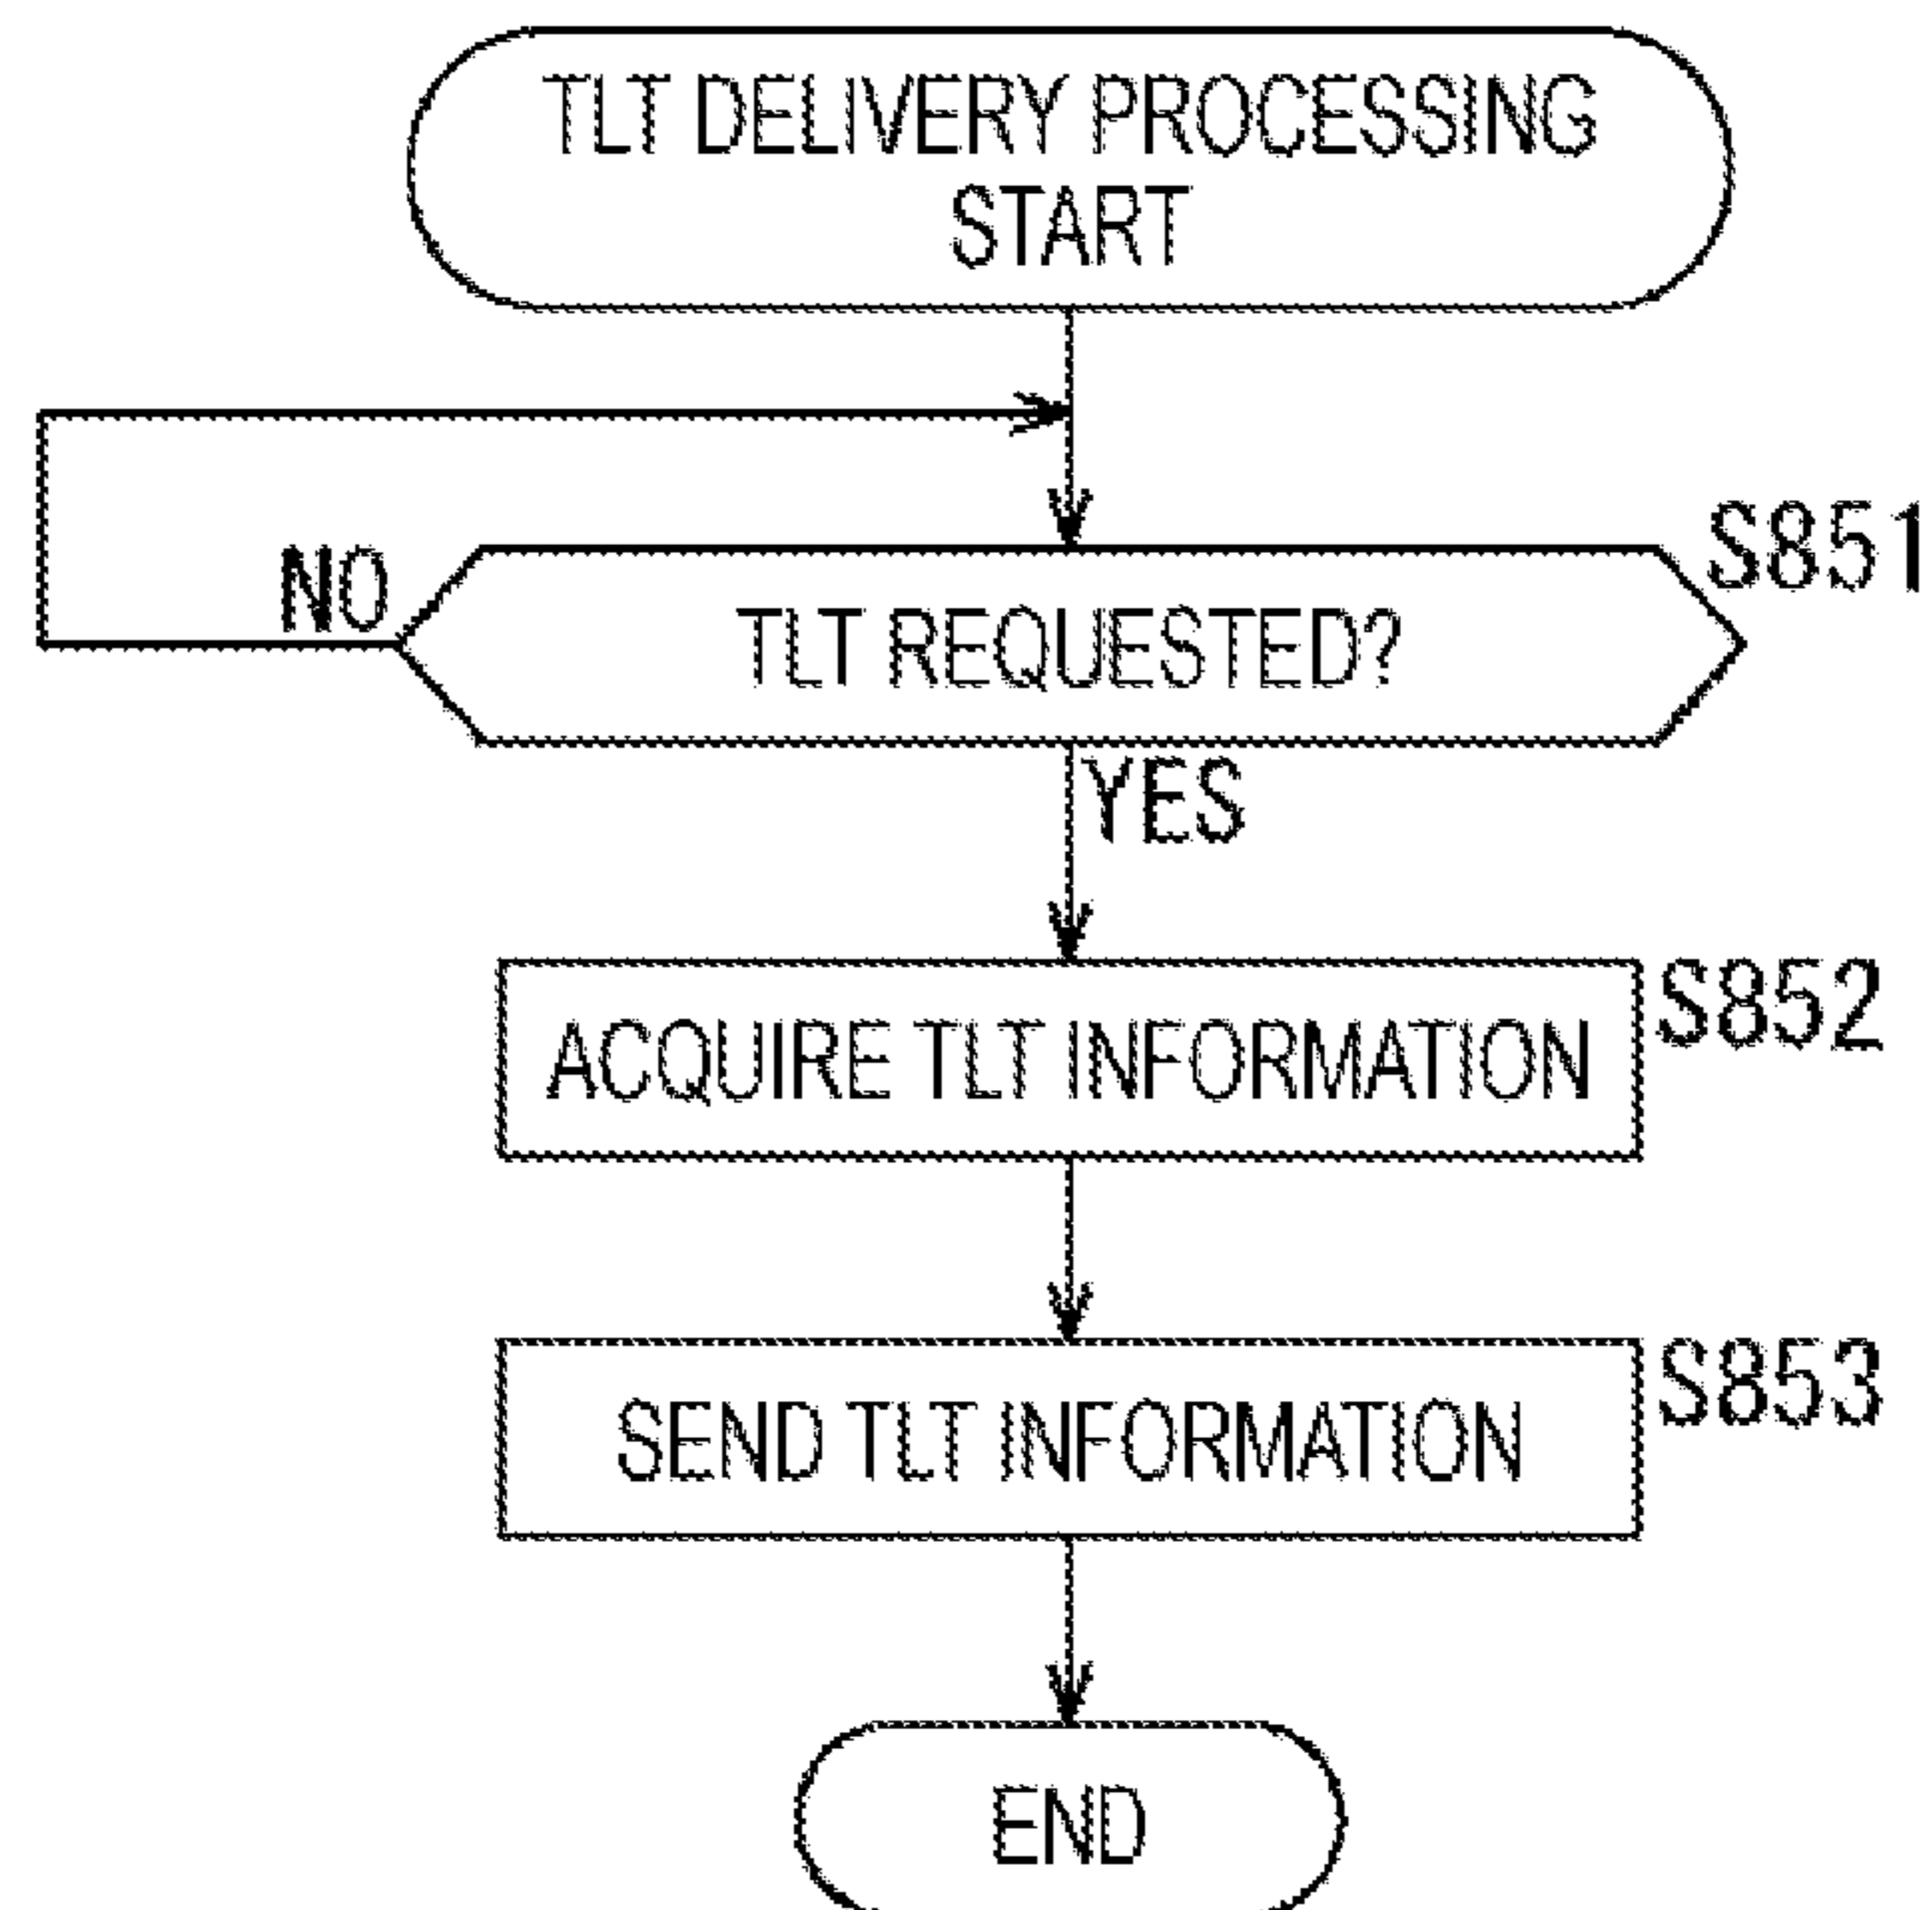 TLT DELIVERY PROCESSING
START
S851
NO
TLT REQUESTED?
YES
S852
ACQUIRE TLT INFORMATION
S853
SEND TLT INFORMATION
END